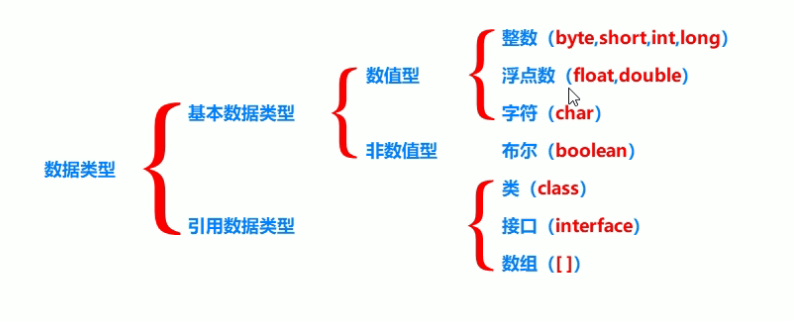 整数（byte,short,int,long）
数值型
浮点数（float,double）
基本数据类型
字符（char）
非数值型
布尔（boolean）
数据类型
类（class）
引用数据类型
接口（interface）
数组（[ ]）